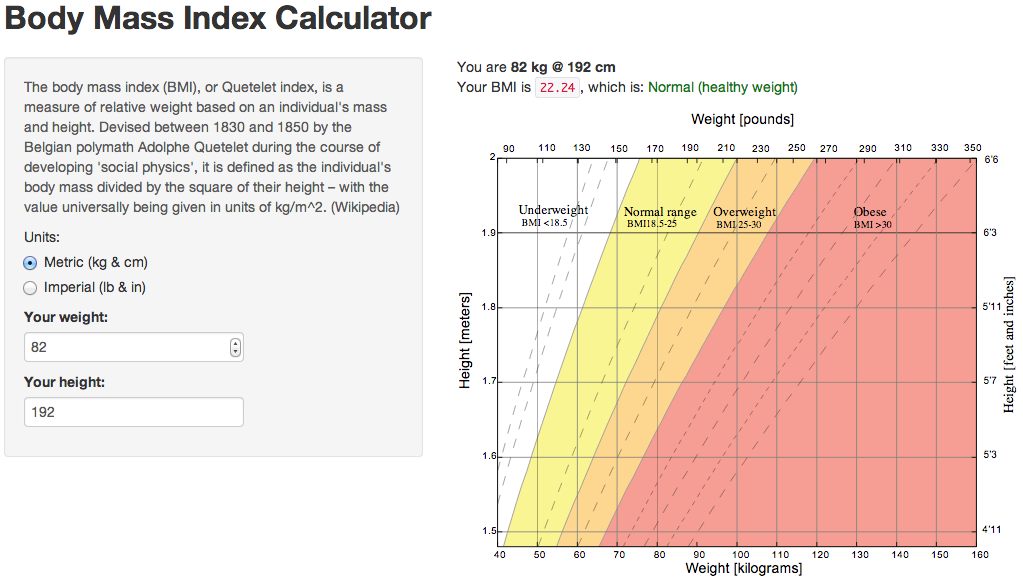 Body Mass Index Calculator
The body mass index (BMI), or Quetelet index, is a
measure of relative weight based on an individual's mass
and height. Devised between 1830 and 1850 by the
Belgian polymath Adolphe Quetelet during the course of
developing 'social physics', it is defined as the individual's
body mass divided by the square of their height – with the
value universally being given in units of kg/m^2. (Wikipedia)
Units:
Metric (kg & cm)
Imperial (lb & in)
Your weight:
82
Your height:
192
You are 82 kg @ 192 cm
Your BMI is 22.24 , which is: Normal (healthy weight)
Weight [pounds]
90 110 130 150 170 190 210 230 250 270 290 310 330 350
2 6'6
Underweight Normal range Overweight Obese
BMI <18.5 BMI18.5-25 BMI25-30 BMI >30
1.9 6'3
1.8 5'11
1.7 5'7
1.6 5'3
1.5 4'11
Height [meters]
Height [feet and inches]
40 50 60 70 80 90 100 110 120 130 140 150 160
Weight [kilograms]